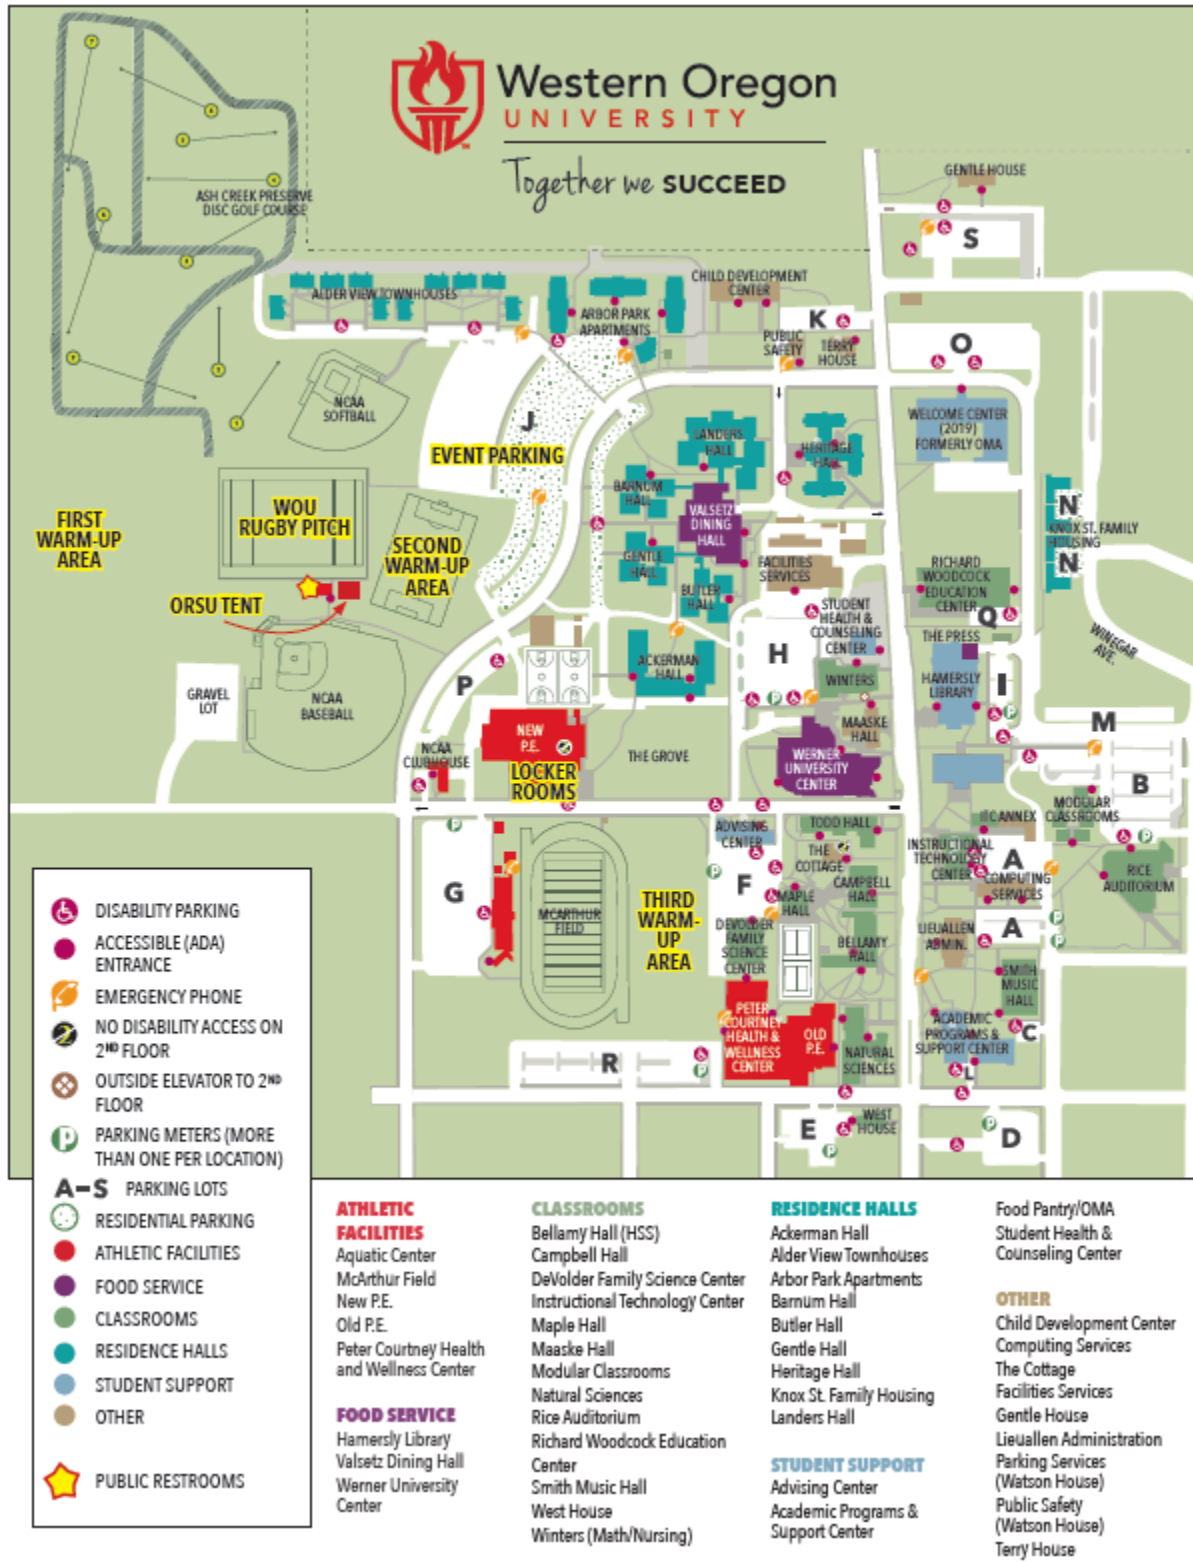 Western Oregon
UNIVERSITY
Together we SUCCEED
GENTLE HOUSE
S
ASH CREEK PRESERVE
DISC GOLF COURSE
ALDER VIEW TOWNHOUSES
ARBOR PARK
APARTMENTS
CHILD DEVELOPMENT
CENTER
K
PUBLIC
SAFETY
TERRY
HOUSE
O
NCAA
SOFTBALL
J
EVENT PARKING
LANDERS
HALL
HERITAGE
HALL
WELCOME CENTER
(2019)
FORMERLY OMA
BARNUM
HALL
VALSETZ
DINING
HALL
N
KNOX ST. FAMILY
HOUSING
N
FIRST
WARM-UP
AREA
WOU
RUGBY PITCH
SECOND
WARM-UP
AREA
GENTLE
HALL
BUTLER
HALL
FACILITIES
SERVICES
RICHARD
WOODCOCK
EDUCATION
CENTER
Q
ORSU TENT
STUDENT
HEALTH &
COUNSELING
CENTER
THE PRESS
WINEGAR
AVE.
H
ACKERMAN
HALL
WINTERS
HAMERSLY
LIBRARY
I
GRAVEL
LOT
NCAA
BASEBALL
P
M
NEW
P.E.
MAASKE
HALL
NCAA
CLUBHOUSE
LOCKER
ROOMS
THE GROVE
WERNER
UNIVERSITY
CENTER
B
MODULAR
CLASSROOMS
ADVISING
CENTER
TODD HALL
ITC ANNEX
THE
COTTAGE
INSTRUCTIONAL
TECHNOLOGY
CENTER
A
COMPUTING
SERVICES
RICE
AUDITORIUM
G
MCARTHUR
FIELD
THIRD
WARM-
UP
AREA
F
MAPLE
HALL
CAMPBELL
HALL
DEVOLDER
FAMILY
SCIENCE
CENTER
BELLAMY
HALL
LIEUALLEN
ADMIN.
A
SMITH
MUSIC
HALL
PETER
COURTNEY
HEALTH &
WELLNESS
CENTER
OLD
P.E.
NATURAL
SCIENCES
ACADEMIC
PROGRAMS &
SUPPORT CENTER
C
L
R
E
WEST
HOUSE
D
DISABILITY PARKING
ACCESSIBLE (ADA)
ENTRANCE
EMERGENCY PHONE
NO DISABILITY ACCESS ON
2ND FLOOR
OUTSIDE ELEVATOR TO 2ND
FLOOR
P PARKING METERS (MORE
THAN ONE PER LOCATION)
A–S PARKING LOTS
RESIDENTIAL PARKING
ATHLETIC FACILITIES
FOOD SERVICE
CLASSROOMS
RESIDENCE HALLS
STUDENT SUPPORT
OTHER
PUBLIC RESTROOMS
ATHLETIC
FACILITIES
Aquatic Center
McArthur Field
New P.E.
Old P.E.
Peter Courtney Health
and Wellness Center
FOOD SERVICE
Hamersly Library
Valsetz Dining Hall
Werner University
Center
CLASSROOMS
Bellamy Hall (HSS)
Campbell Hall
DeVolder Family Science Center
Instructional Technology Center
Maple Hall
Maaske Hall
Modular Classrooms
Natural Sciences
Rice Auditorium
Richard Woodcock Education
Center
Smith Music Hall
West House
Winters (Math/Nursing)
RESIDENCE HALLS
Ackerman Hall
Alder View Townhouses
Arbor Park Apartments
Barnum Hall
Butler Hall
Gentle Hall
Heritage Hall
Knox St. Family Housing
Landers Hall
STUDENT SUPPORT
Advising Center
Academic Programs &
Support Center
Food Pantry/OMA
Student Health &
Counseling Center
OTHER
Child Development Center
Computing Services
The Cottage
Facilities Services
Gentle House
Lieuallen Administration
Parking Services
(Watson House)
Public Safety
(Watson House)
Terry House